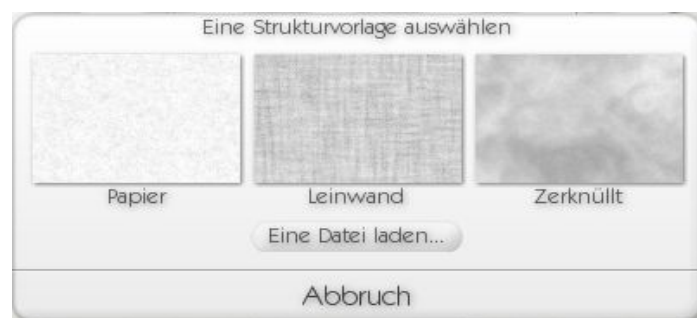 Eine Strukturvorlage auswählen
Papier Leinwand Zerknüllt
Eine Datei laden...
Abbruch